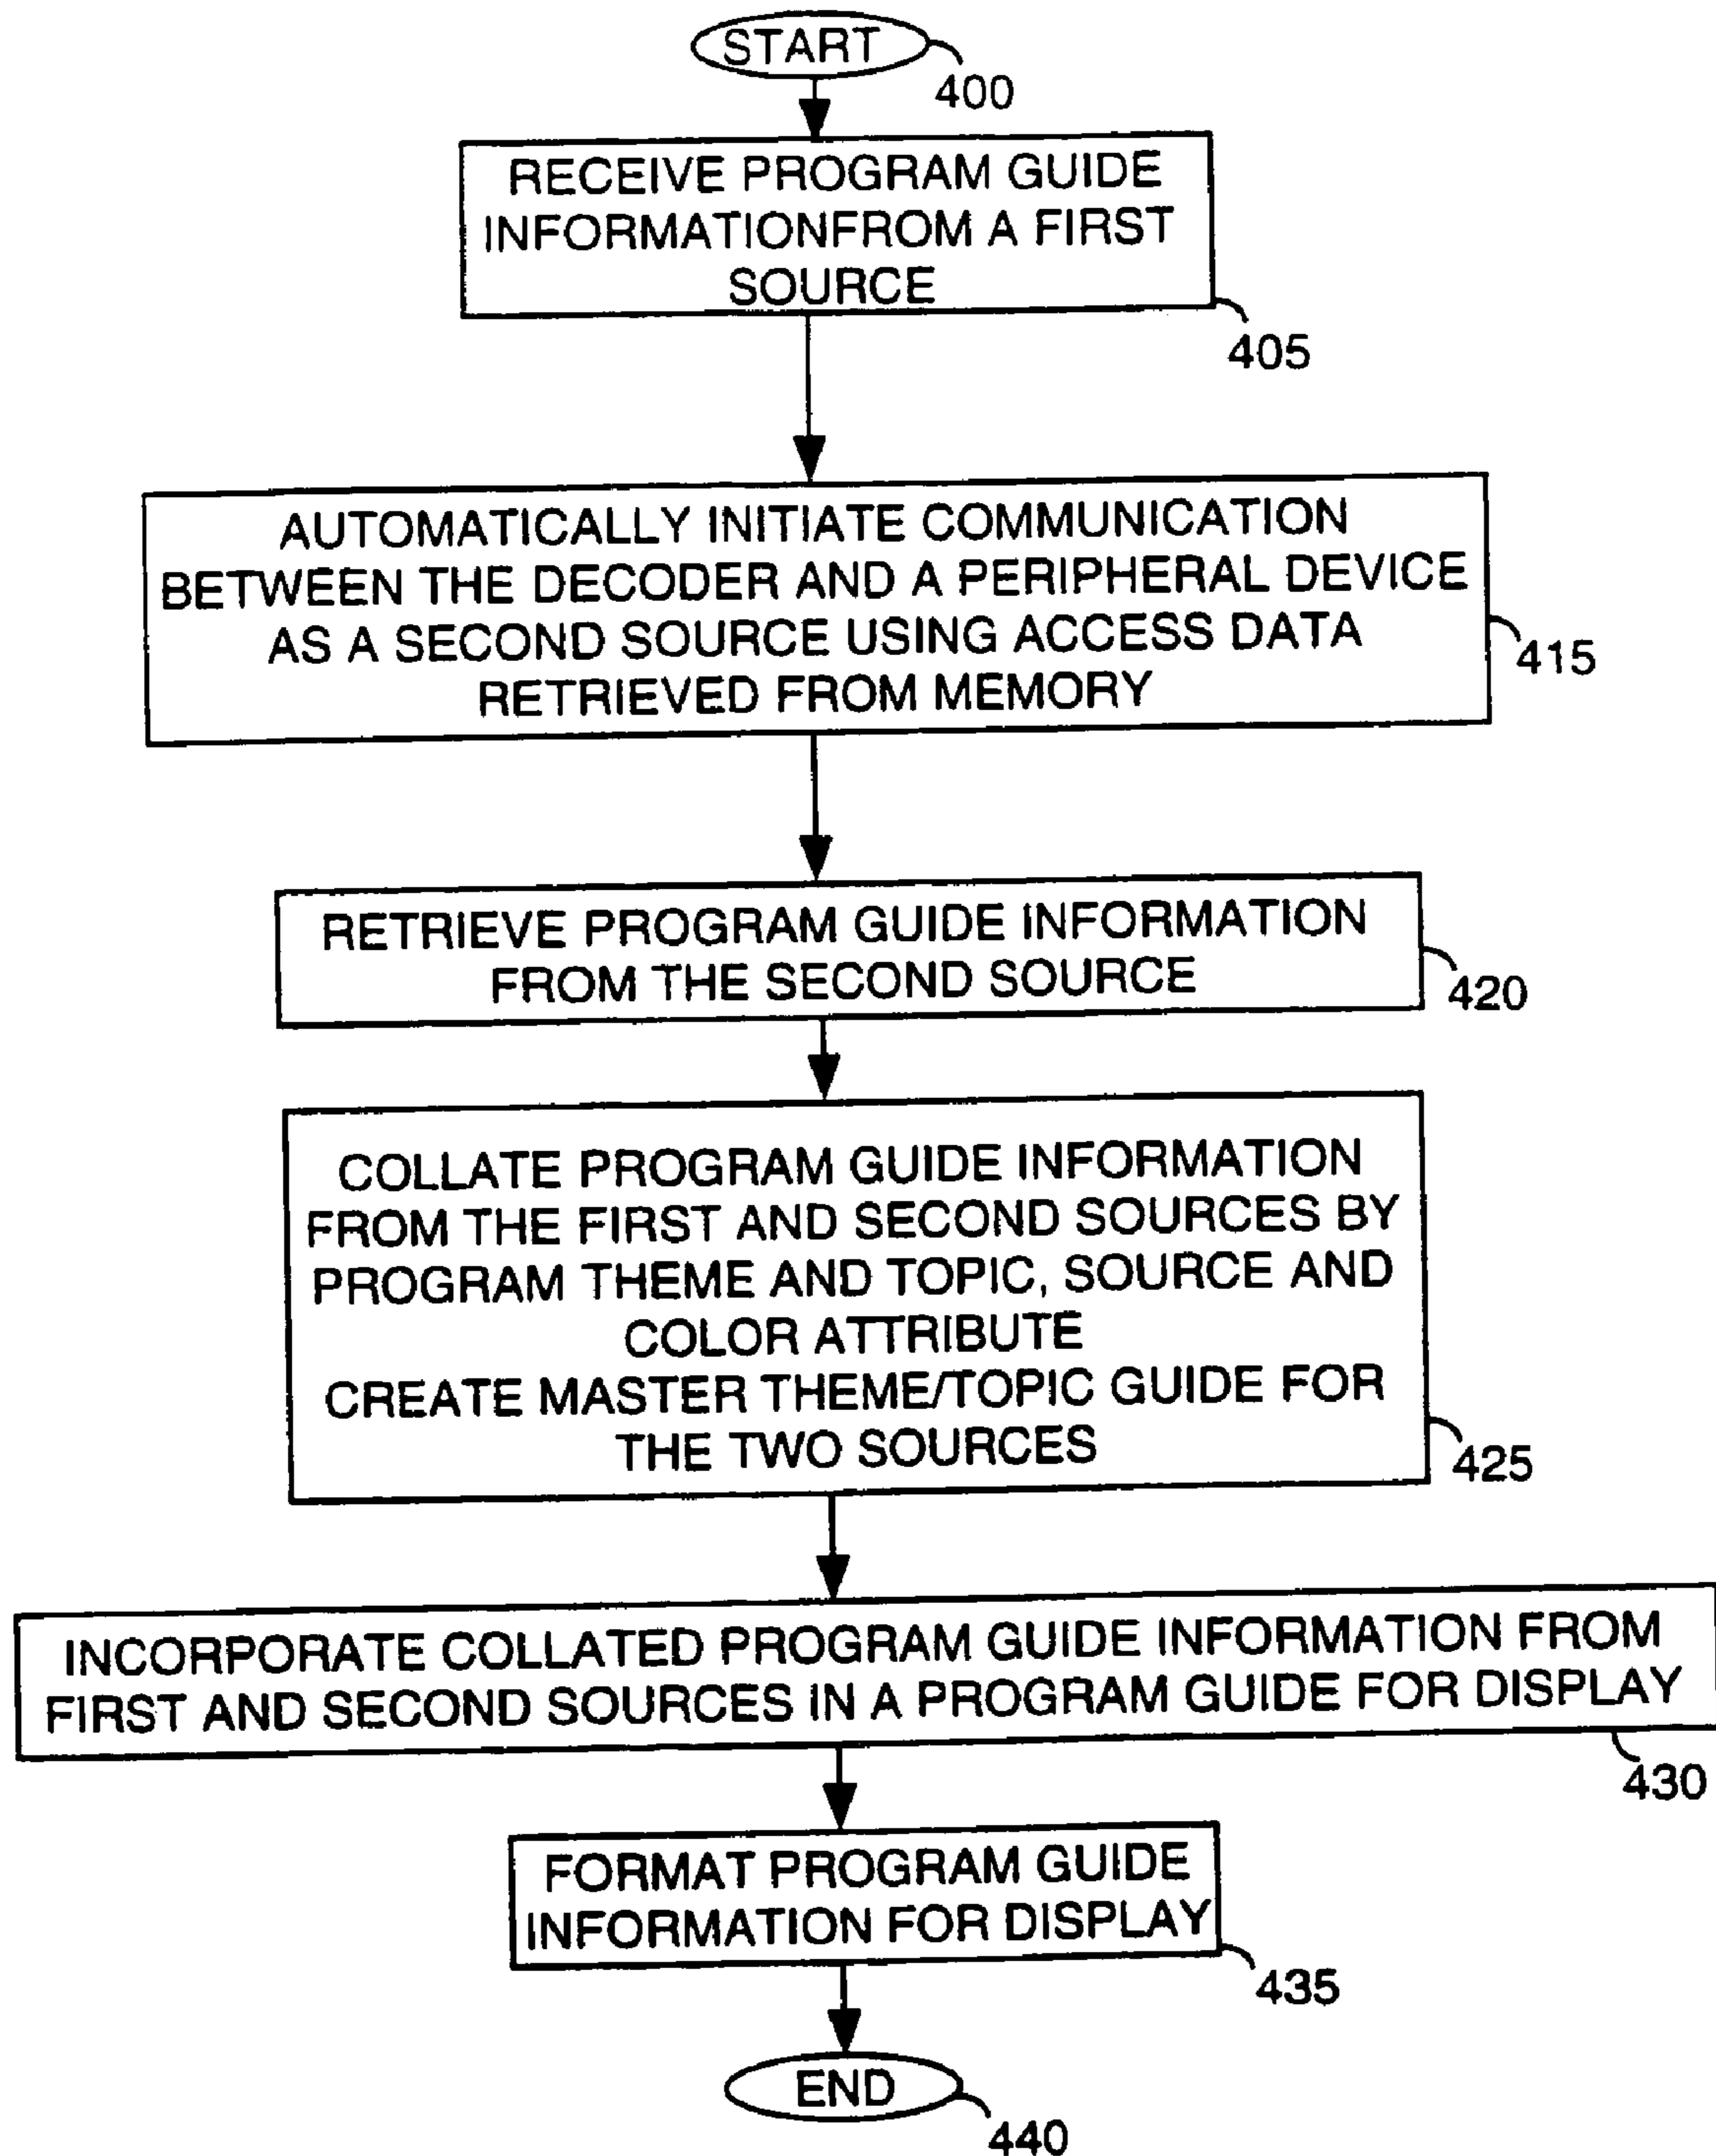 START
400
RECEIVE PROGRAM GUIDE
INFORMATIONFROM A FIRST
SOURCE
405
AUTOMATICALLY INITIATE COMMUNICATION
BETWEEN THE DECODER AND A PERIPHERAL DEVICE
AS A SECOND SOURCE USING ACCESS DATA
RETRIEVED FROM MEMORY
415
RETRIEVE PROGRAM GUIDE INFORMATION
FROM THE SECOND SOURCE
420
COLLATE PROGRAM GUIDE INFORMATION
FROM THE FIRST AND SECOND SOURCES BY
PROGRAM THEME AND TOPIC, SOURCE AND
COLOR ATTRIBUTE
CREATE MASTER THEME/TOPIC GUIDE FOR
THE TWO SOURCES
425
INCORPORATE COLLATED PROGRAM GUIDE INFORMATION FROM
FIRST AND SECOND SOURCES IN A PROGRAM GUIDE FOR DISPLAY
430
FORMAT PROGRAM GUIDE
INFORMATION FOR DISPLAY
435
END
440